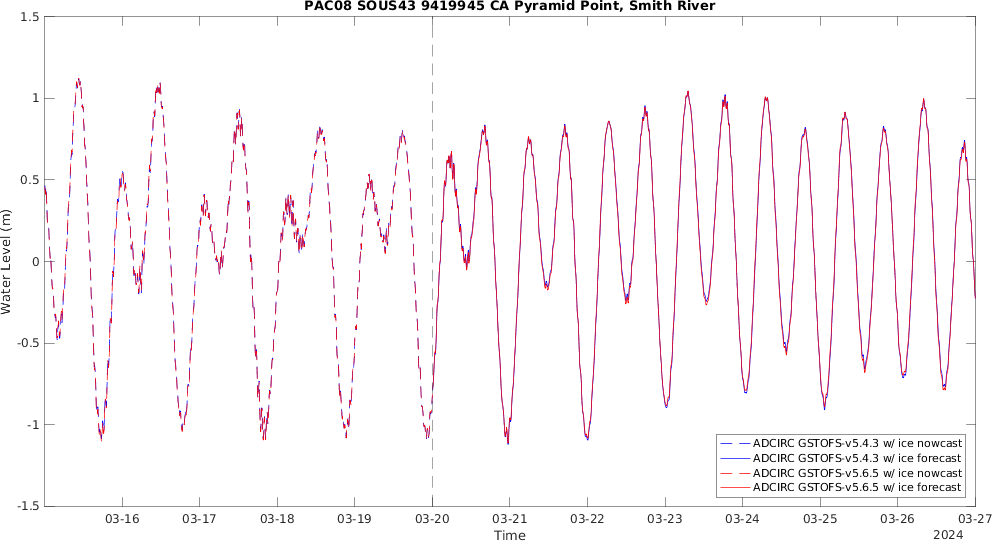 PAC08 SOUS43 9419945 CA Pyramid Point, Smith River
1.5
1
0.5
0
-0.5
-1
-1.5
Water Level (m)
03-16 03-17 03-18 03-19 03-20 03-21 03-22 03-23 03-24 03-25 03-26 03-27
Time
2024
ADCIRC GSTOFS-v5.4.3 w/ ice nowcast
ADCIRC GSTOFS-v5.4.3 w/ ice forecast
ADCIRC GSTOFS-v5.6.5 w/ ice nowcast
ADCIRC GSTOFS-v5.6.5 w/ ice forecast